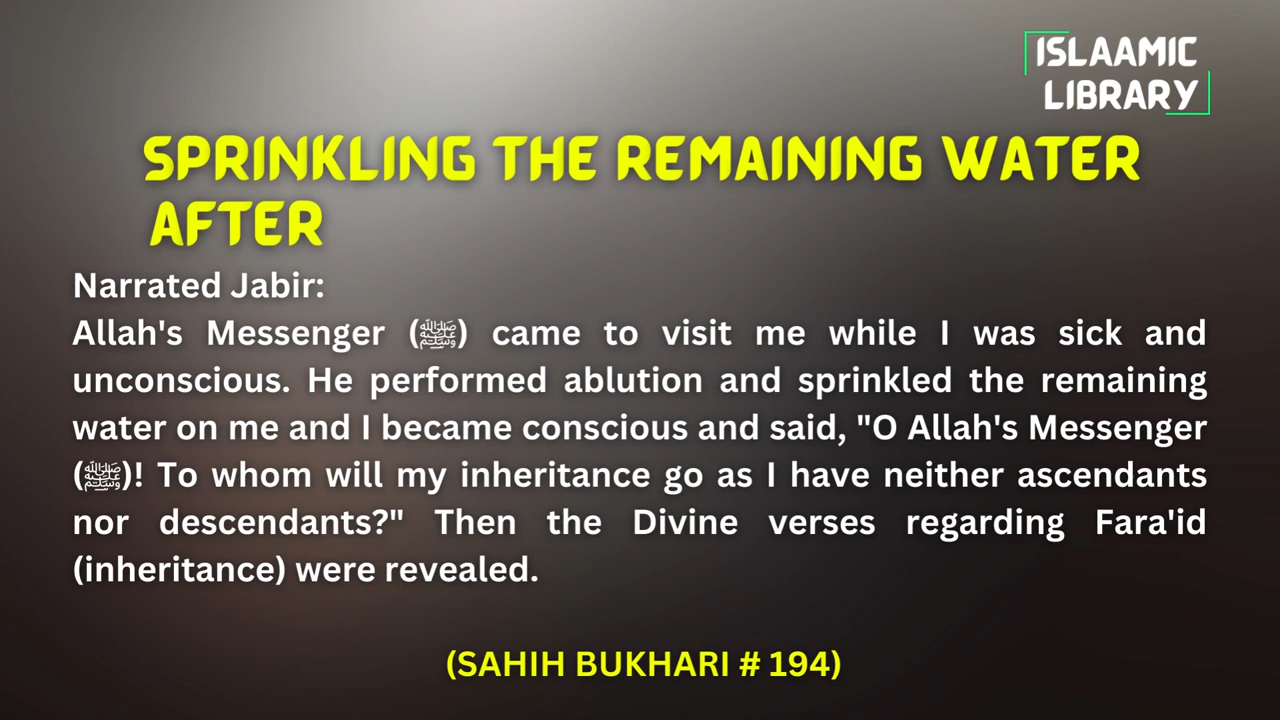 ISLAAMIC
LIBRARY
SPRINKLING THE REMAINING WATER
AFTER
Narrated Jabir:
Allah's Messenger (ﷺ) came to visit me while I was sick and
unconscious. He performed ablution and sprinkled the remaining
water on me and I became conscious and said, "O Allah's Messenger
(ﷺ)! To whom will my inheritance go as I have neither ascendants
nor descendants?" Then the Divine verses regarding Fara'id
(inheritance) were revealed.
(SAHIH BUKHARI # 194)